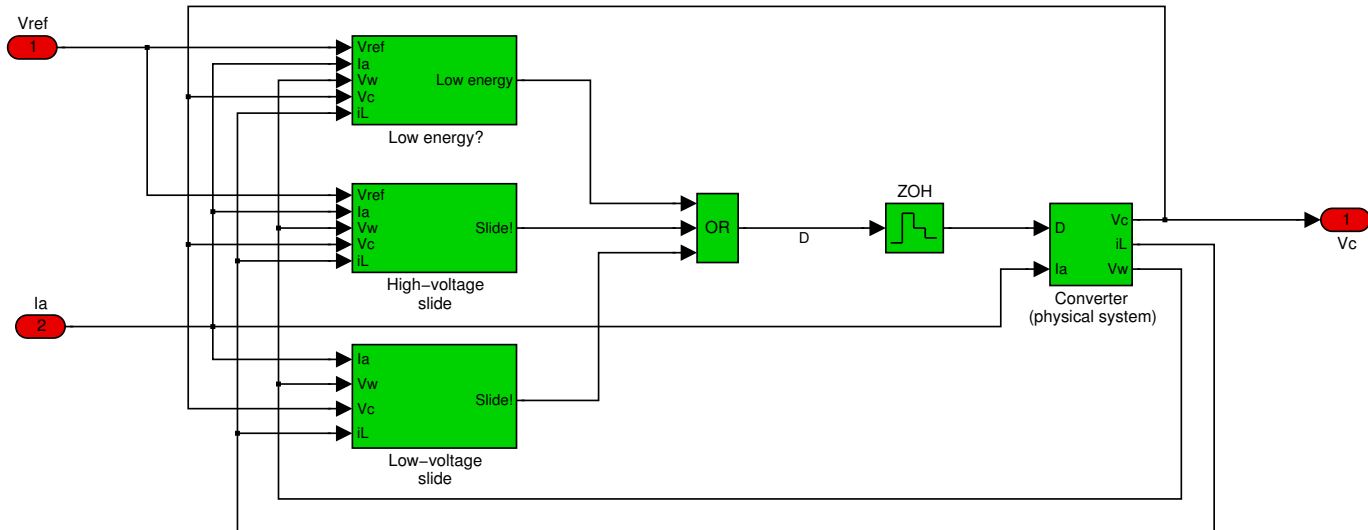 Vref
1
Vref
Ia
Vw
Vc
iL
Low energy
Low energy?
Vref
Ia
Vw
Vc
iL
Slide!
High−voltage
slide
OR
D
ZOH
D
Ia
Vc
iL
Vw
Converter
(physical system)
1
Vc
Ia
2
Ia
Vw
Vc
iL
Slide!
Low−voltage
slide